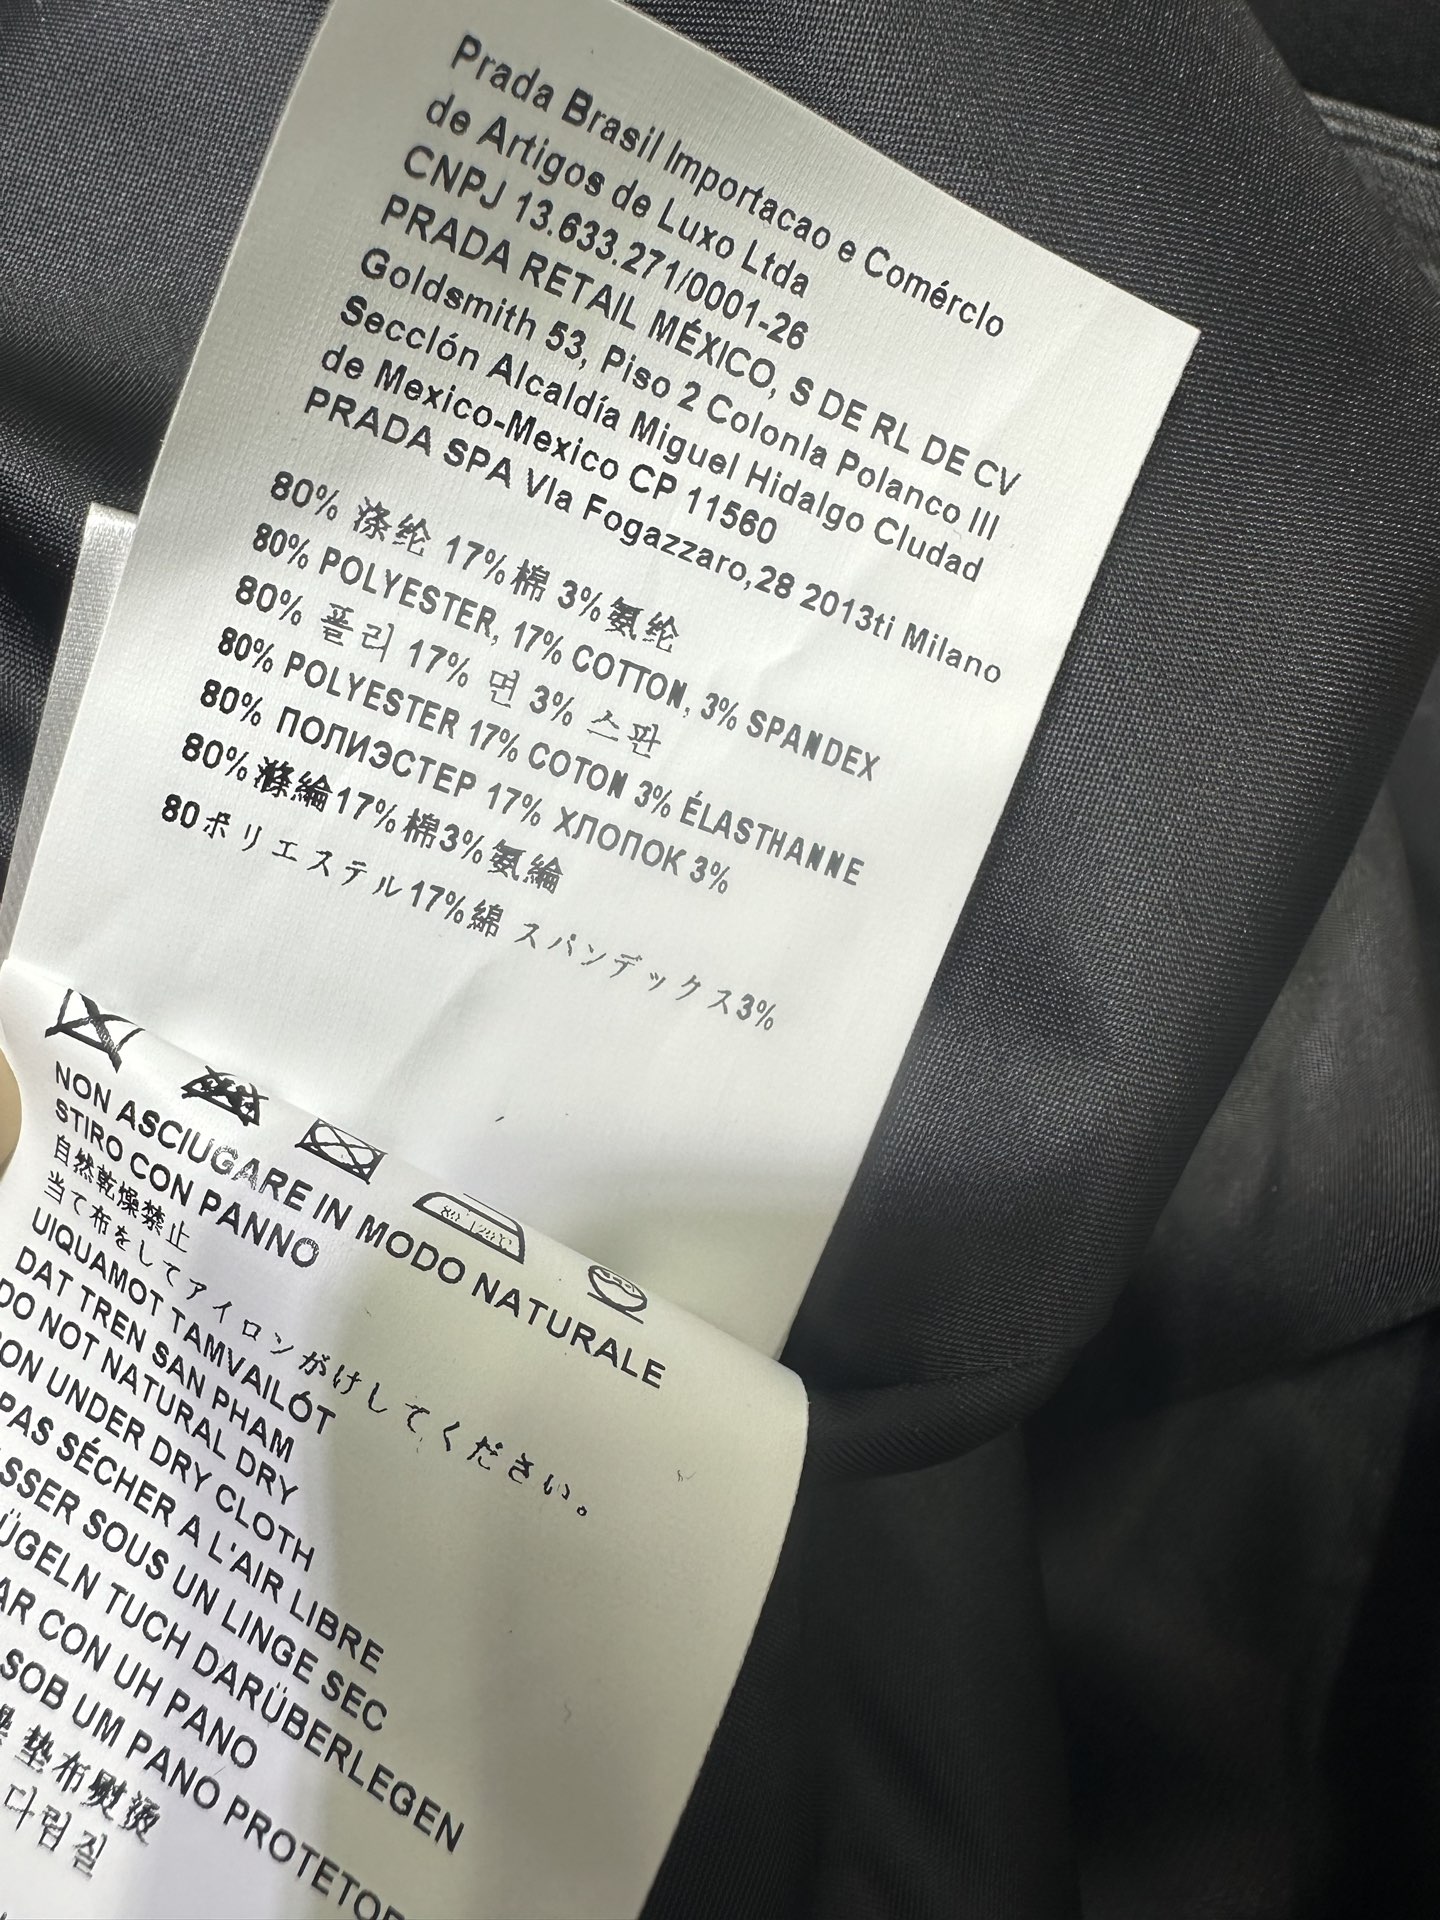 Prada Brasil Importacao e Comérclo
de Artigos de Luxo Ltda
CNPJ 13.633.271/0001-26
PRADA RETAIL MÉXICO, S DE RL DE CV
Goldsmith 53, Piso 2 Colonla Polanco III
Secclón Alcaldía Miguel Hidalgo Cludad
de Mexico-Mexico CP 11560
PRADA SPA VIa Fogazzaro,28 2013ti Milano
80% 涤纶 17%棉 3%氨纶
80% POLYESTER, 17% COTTON, 3% SPANDEX
80% 폴리 17% 면 3% 스판
80% POLYESTER 17% COTON 3% ÉLASTHANNE
80% ПОЛИЭСТЕР 17% ХЛОПОК 3%
80%滌綸17%棉3%氨綸
80ポリエステル17%綿 スパンデックス3%
NON ASCIUGARE IN MODO NATURALE
STIRO CON PANNO
自然乾燥禁止
当て布をしてアイロンがけしてください。
UIQUAMOT TAMVAILÓT
DAT TREN SAN PHAM
DO NOT NATURAL DRY
ON UNDER DRY CLOTH
PAS SÉCHER A L'AIR LIBRE
SSER SOUS UN LINGE SEC
ÜGELN TUCH DARÜBERLEGEN
AR CON UH PANO
SOB UM PANO PROTETOR
燥 垫布熨烫
다림질